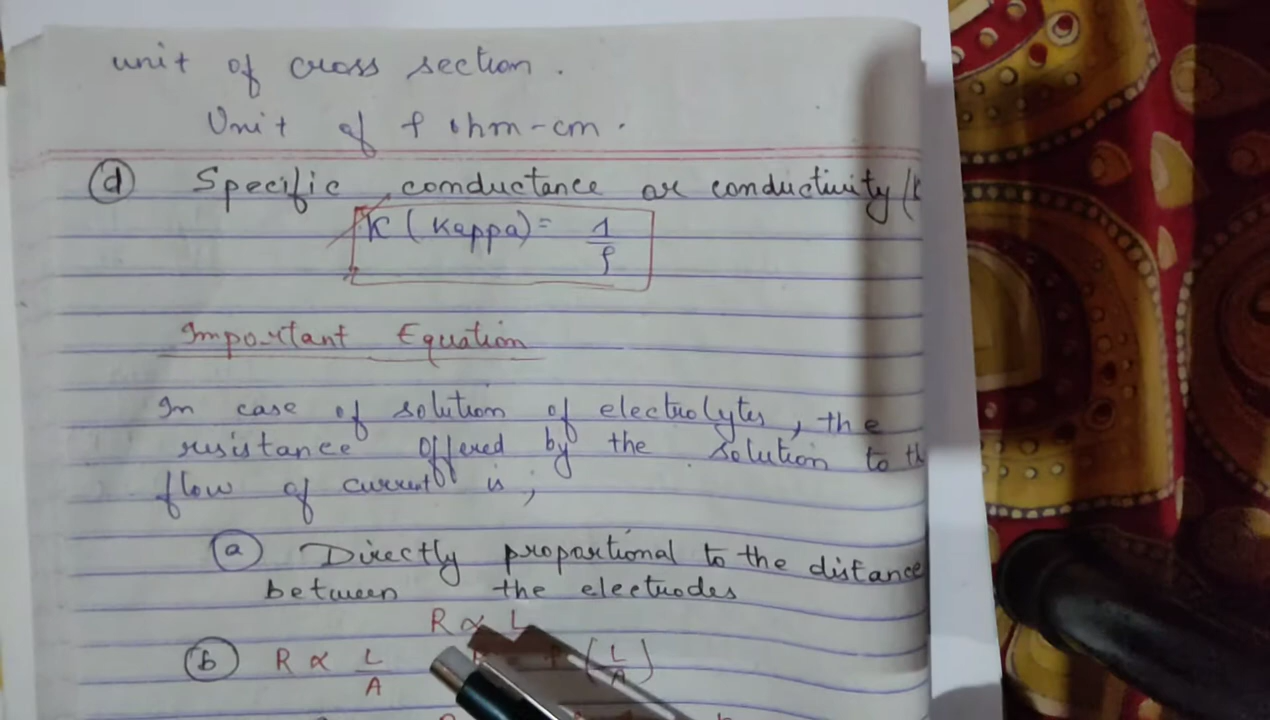 unit of cross section.
Unit of ρ ohm-cm.
(d) Specific conductance or conductivity (K
K (Kappa) = 1/ρ
Important Equation
In case of solution of electrolytes, the
resistance offered by the solution to th
flow of current is,
(a) Directly proportional to the distance
between the electrodes
R ∝ L
(b) R ∝ L/A (L/A)